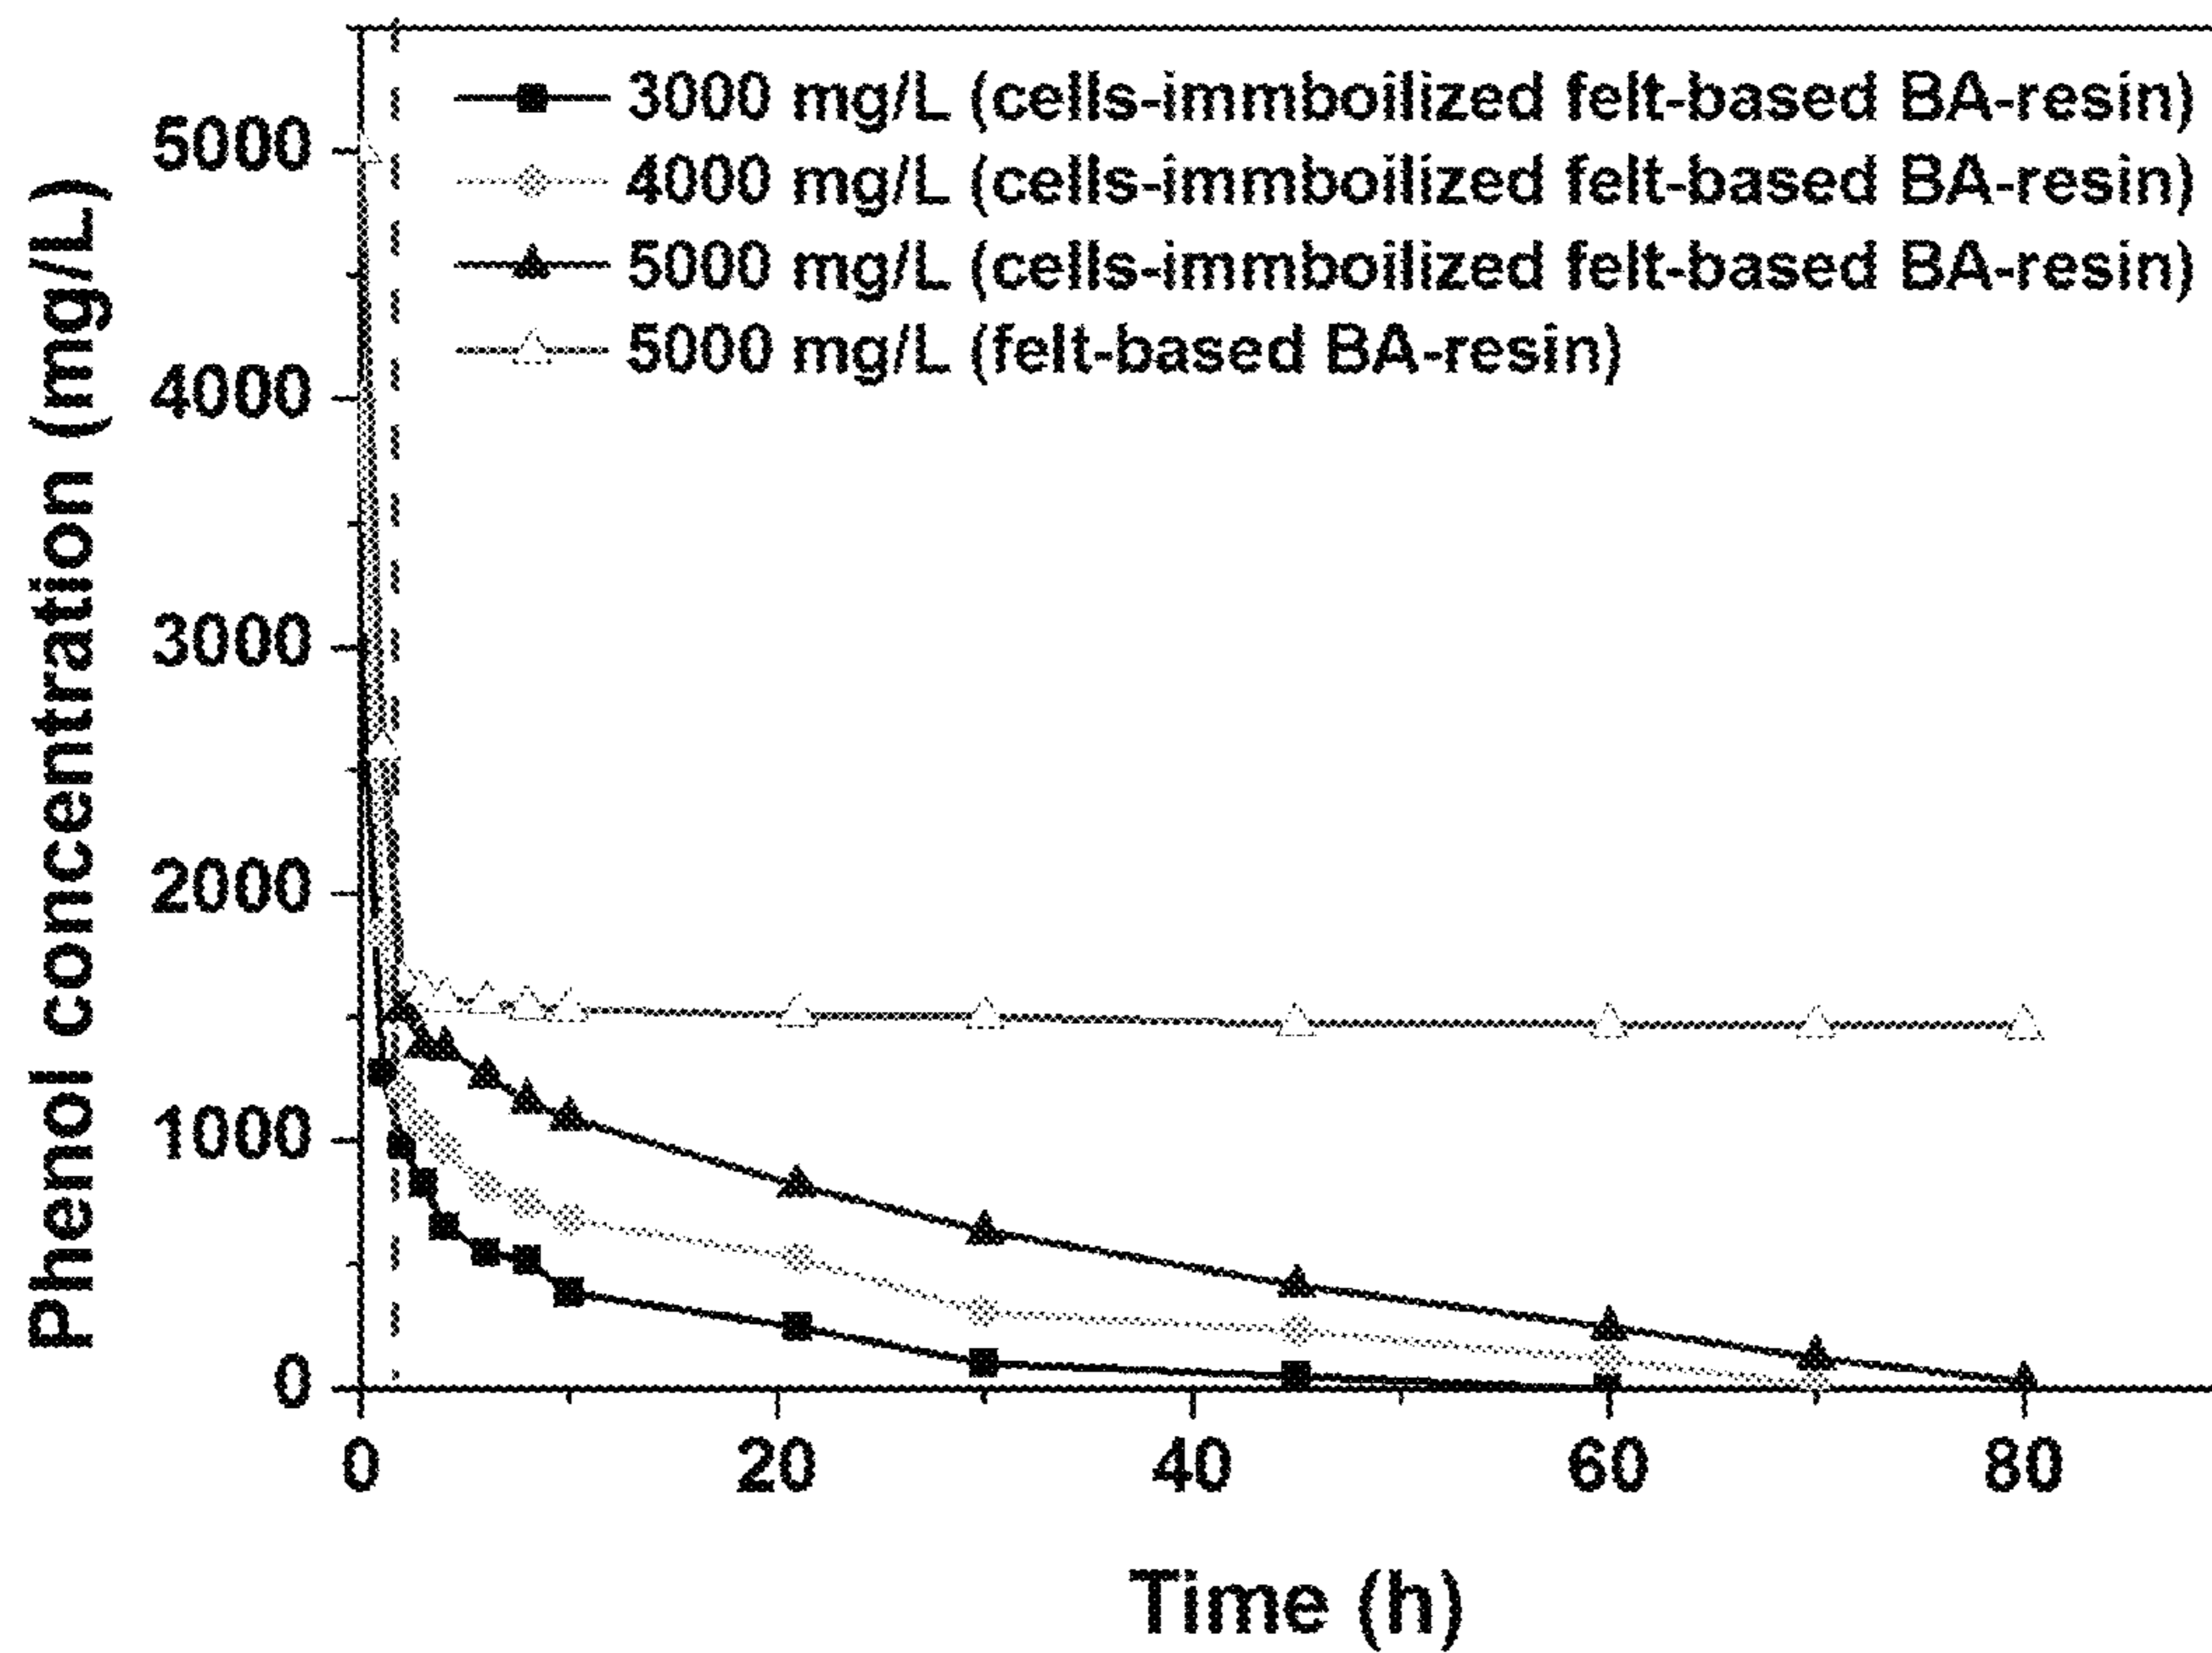 3000 mg/L (cells-immboilized felt-based BA-resin)
4000 mg/L (cells-immboilized felt-based BA-resin)
5000 mg/L (cells-immboilized felt-based BA-resin)
5000 mg/L (felt-based BA-resin)
Phenol concentration (mg/L)
5000
4000
3000
2000
1000
0
0 20 40 60 80
Time (h)